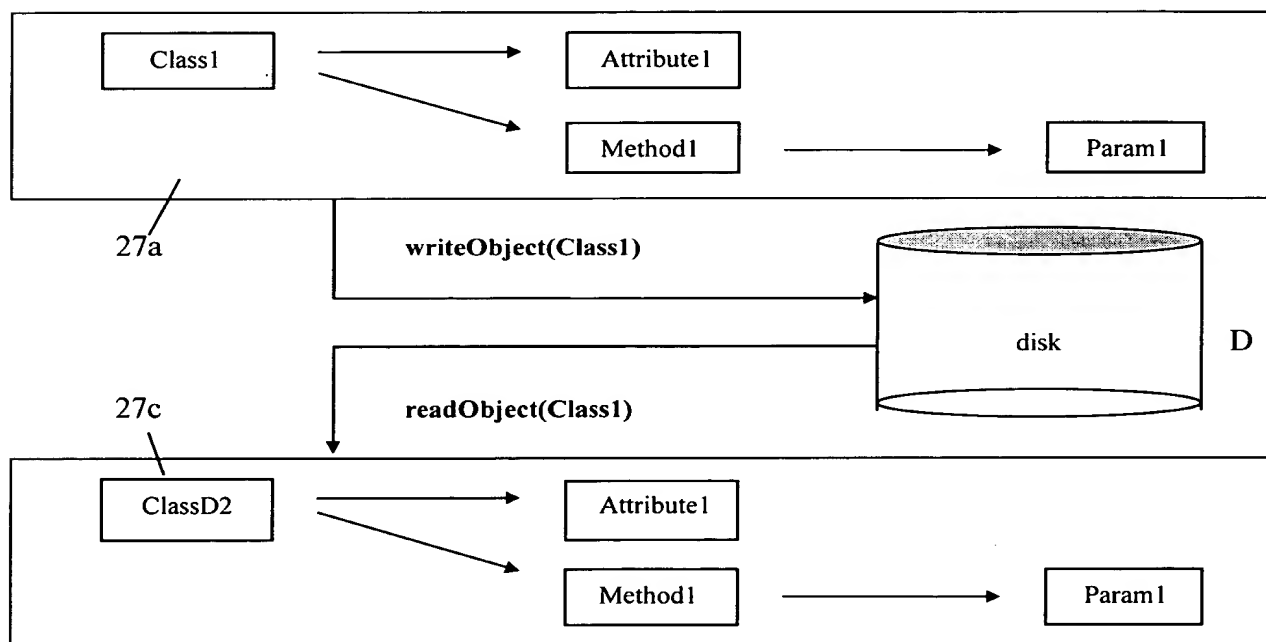 Class1
Attribute1
Method1
Param1
27a
writeObject(Class1)
disk
D
27c
readObject(Class1)
ClassD2
Attribute1
Method1
Param1